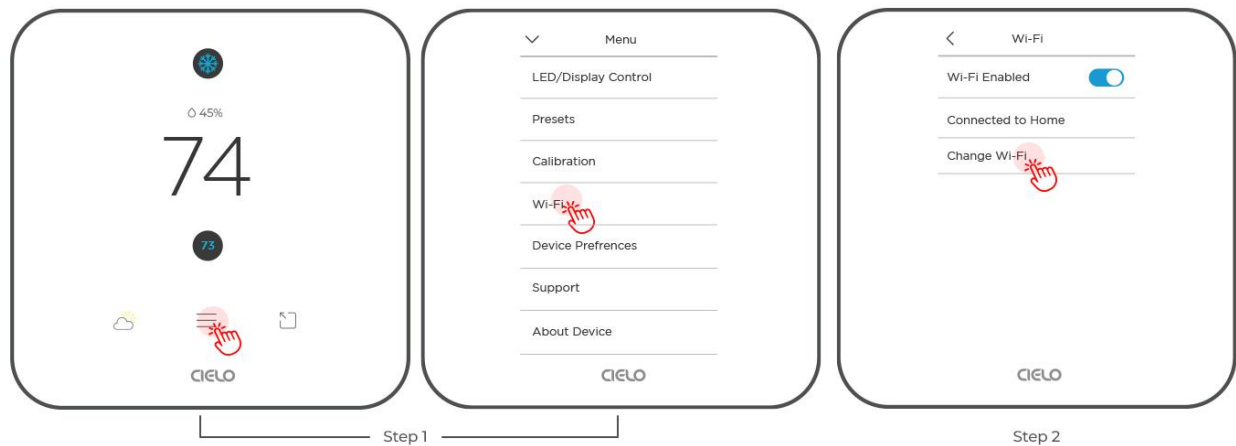 45%
74
73
CIELO
Menu
LED/Display Control
Presets
Calibration
Wi-Fi
Device Prefrences
Support
About Device
CIELO
Step 1
Wi-Fi
Wi-Fi Enabled
Connected to Home
Change Wi-Fi
CIELO
Step 2